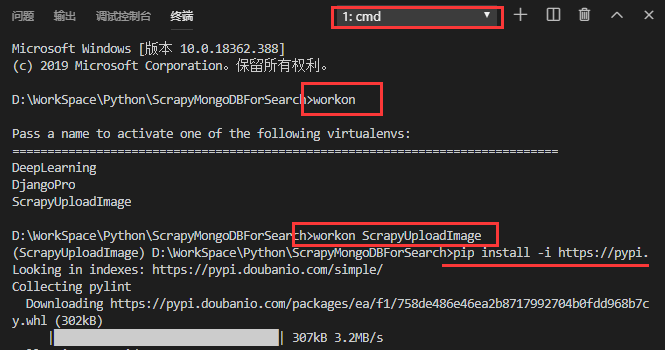 问题 输出 调试控制台 终端 1: cmd
Microsoft Windows [版本 10.0.18362.388]
(c) 2019 Microsoft Corporation。保留所有权利。
D:\WorkSpace\Python\ScrapyMongoDBForSearch>workon
Pass a name to activate one of the following virtualenvs:
==============================================================================
DeepLearning
DjangoPro
ScrapyUploadImage
D:\WorkSpace\Python\ScrapyMongoDBForSearch>workon ScrapyUploadImage
(ScrapyUploadImage) D:\WorkSpace\Python\ScrapyMongoDBForSearch>pip install -i https://pypi.
Looking in indexes: https://pypi.doubanio.com/simple/
Collecting pylint
Downloading https://pypi.doubanio.com/packages/ea/f1/758de486e46ea2b8717992704b0fdd968b7c
y.whl (302kB)
| 307kB 3.2MB/s